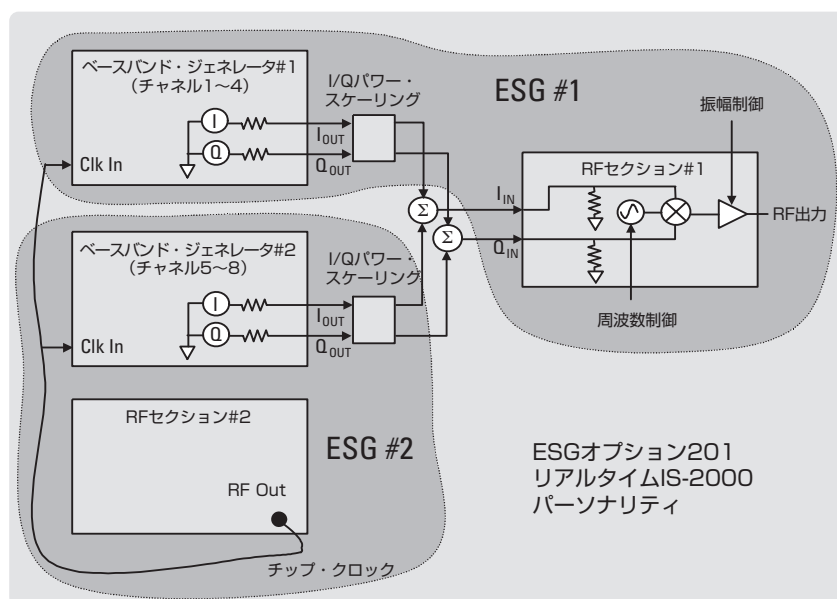 ベースバンド・ジェネレータ#1
(チャネル1~4)
I
Q
Clk In
I/Qパワー・
スケーリング
IOUT
QOUT
ESG #1
振幅制御
RFセクション#1
IIN
QIN
RF出力
周波数制御
Σ
Σ
ベースバンド・ジェネレータ#2
(チャネル5~8)
I
Q
Clk In
I/Qパワー・
スケーリング
IOUT
QOUT
RFセクション#2
RF Out
ESG #2
チップ・クロック
ESGオプション201
リアルタイムIS-2000
パーソナリティ